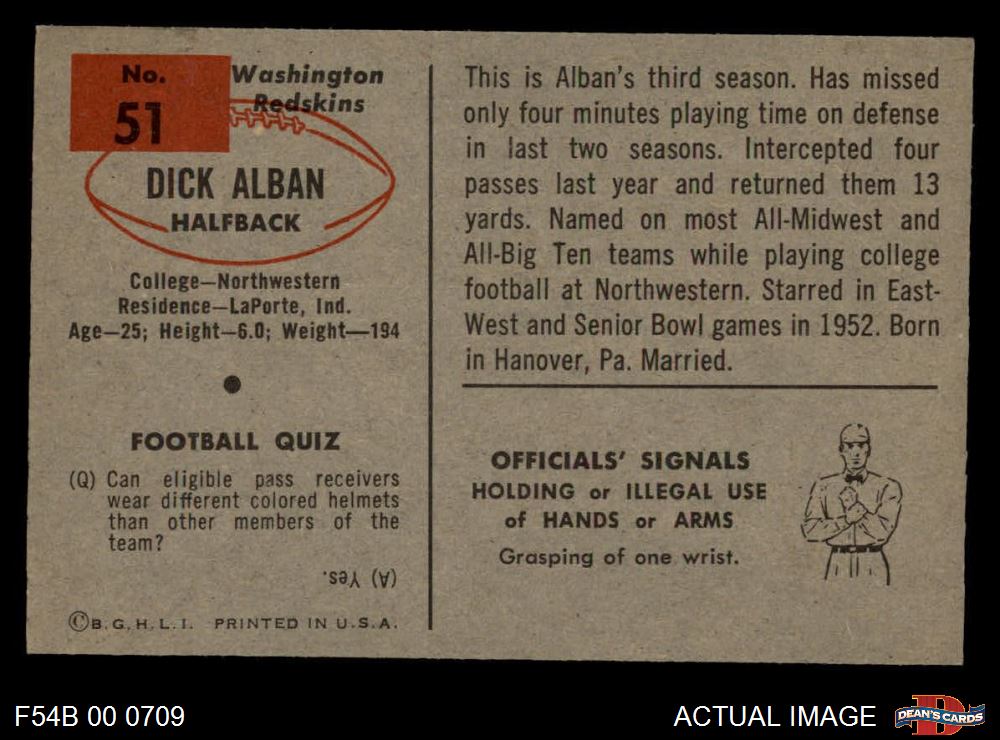 No.
51
Washington
Redskins
DICK ALBAN
HALFBACK
College—Northwestern
Residence—LaPorte, Ind.
Age—25; Height—6.0; Weight—194
FOOTBALL QUIZ
(Q) Can eligible pass receivers
wear different colored helmets
than other members of the
team?
(A) Yes.
©B.G.H.L.I. PRINTED IN U.S.A.
This is Alban's third season. Has missed
only four minutes playing time on defense
in last two seasons. Intercepted four
passes last year and returned them 13
yards. Named on most All-Midwest and
All-Big Ten teams while playing college
football at Northwestern. Starred in East-
West and Senior Bowl games in 1952. Born
in Hanover, Pa. Married.
OFFICIALS' SIGNALS
HOLDING or ILLEGAL USE
of HANDS or ARMS
Grasping of one wrist.
F54B 00 0709
ACTUAL IMAGE
D
DEAN'S CARDS